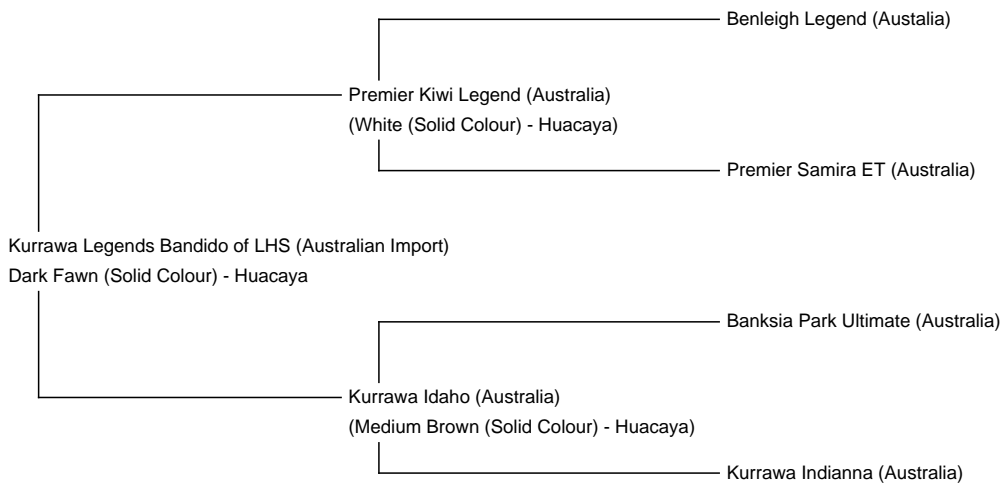 Benleigh Legend (Austalia)
Premier Kiwi Legend (Australia)
(White (Solid Colour) - Huacaya)
Premier Samira ET (Australia)
Kurrawa Legends Bandido of LHS (Australian Import)
Dark Fawn (Solid Colour) - Huacaya
Banksia Park Ultimate (Australia)
Kurrawa Idaho (Australia)
(Medium Brown (Solid Colour) - Huacaya)
Kurrawa Indianna (Australia)